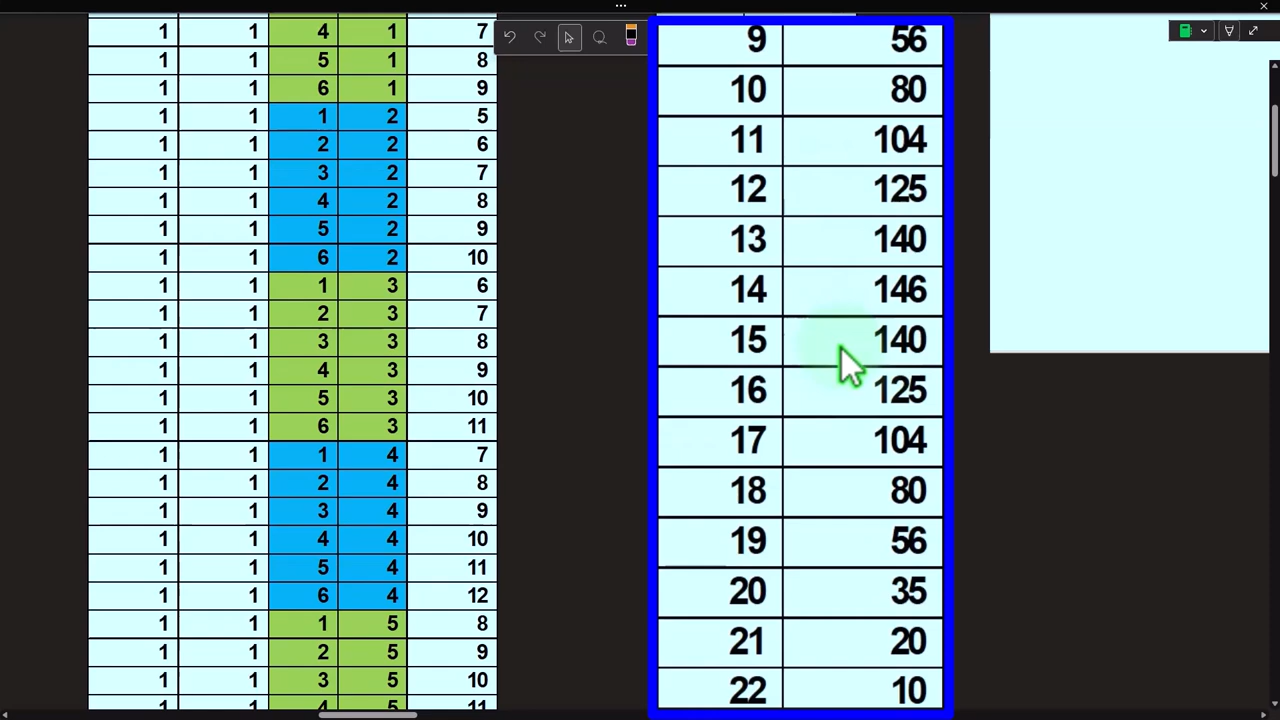 1 1 4 1 7
1 1 5 1 8
1 1 6 1 9
1 1 1 2 5
1 1 2 2 6
1 1 3 2 7
1 1 4 2 8
1 1 5 2 9
1 1 6 2 10
1 1 1 3 6
1 1 2 3 7
1 1 3 3 8
1 1 4 3 9
1 1 5 3 10
1 1 6 3 11
1 1 1 4 7
1 1 2 4 8
1 1 3 4 9
1 1 4 4 10
1 1 5 4 11
1 1 6 4 12
1 1 1 5 8
1 1 2 5 9
1 1 3 5 10
1 1 4 5 11
9 56
10 80
11 104
12 125
13 140
14 146
15 140
16 125
17 104
18 80
19 56
20 35
21 20
22 10